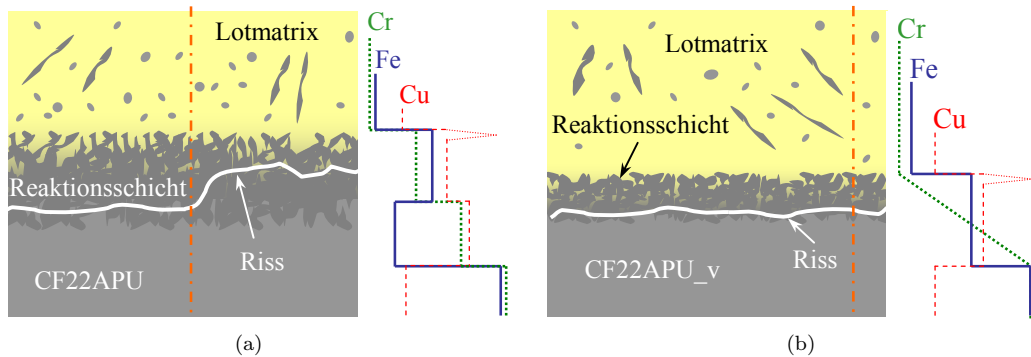 Lotmatrix
Cr
Fe
Cu
Reaktionsschicht
Riss
CF22APU
(a)
Lotmatrix
Reaktionsschicht
Cr
Fe
Cu
Riss
CF22APU_v
(b)